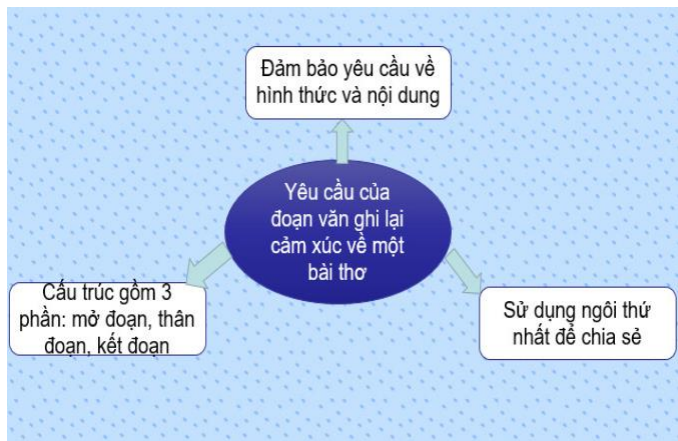 Đảm bảo yêu cầu về
hình thức và nội dung
Yêu cầu của
đoạn văn ghi lại
cảm xúc về một
bài thơ
Cấu trúc gồm 3
phần: mở đoạn, thân
đoạn, kết đoạn
Sử dụng ngôi thứ
nhất để chia sẻ